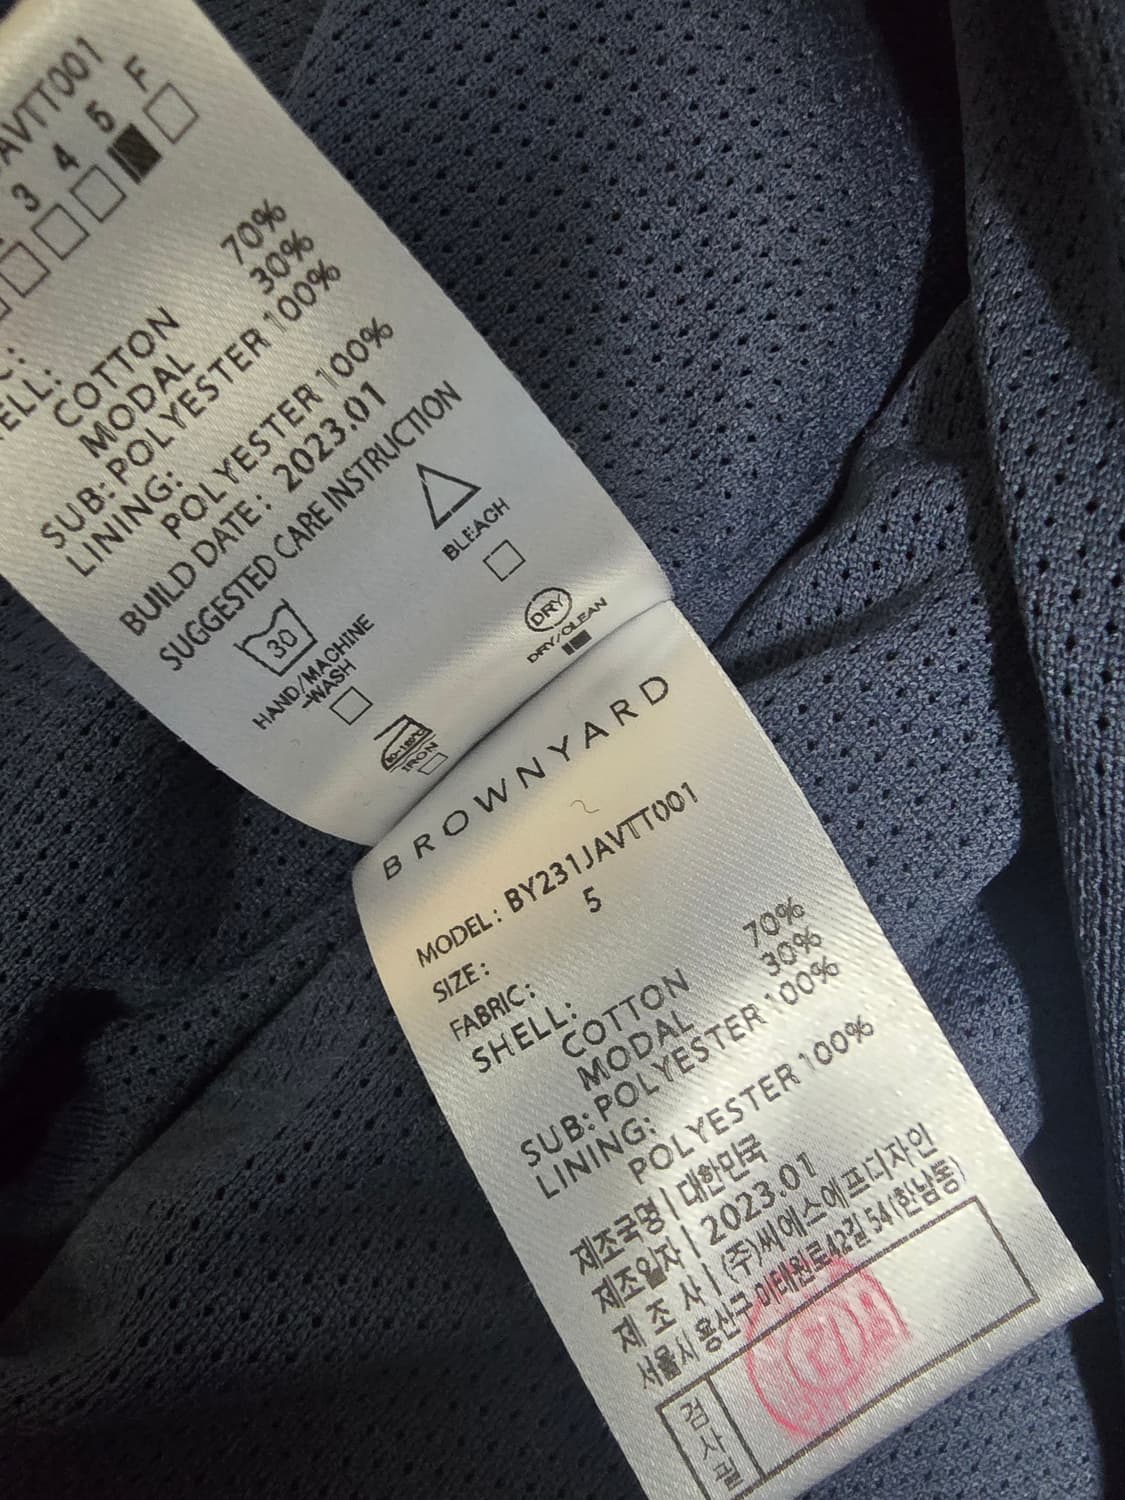 AVTT001
3 4 5 F
COTTON 70%
MODAL 30%
SUB: POLYESTER 100%
LINING:
POLYESTER 100%
BUILD DATE: 2023.01
SUGGESTED CARE INSTRUCTION
30
HAND/MACHINE
WASH
BLEACH
IRON
DRY
DRY/CLEAN
BROWNYARD
MODEL: BY231JAVTT001
SIZE: 5
FABRIC:
SHELL:
COTTON 70%
MODAL 30%
SUB: POLYESTER 100%
LINING:
POLYESTER 100%
제조국명 | 대한민국
제조일자 | 2023.01
제 조 사 | (주)씨에스에프디자인
서울시 용산구 이태원로42길 54(한남동)
검사필